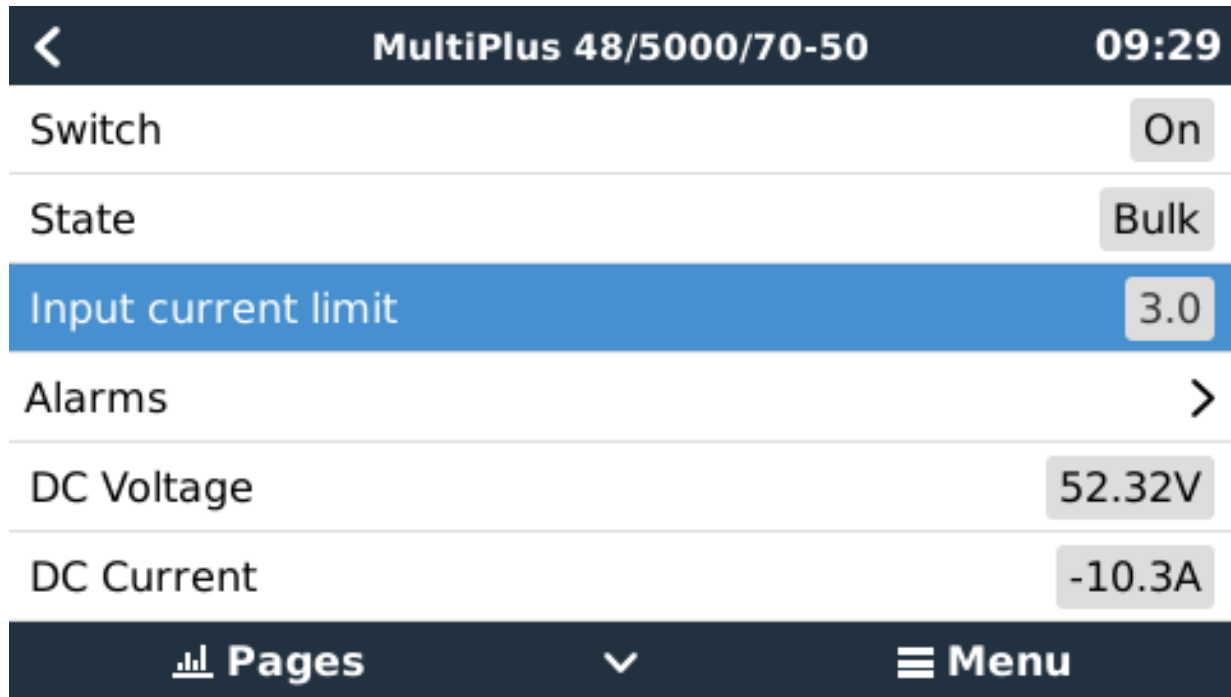 MultiPlus 48/5000/70-50 09:29
Switch On
State Bulk
Input current limit 3.0
Alarms
DC Voltage 52.32V
DC Current -10.3A
Pages Menu